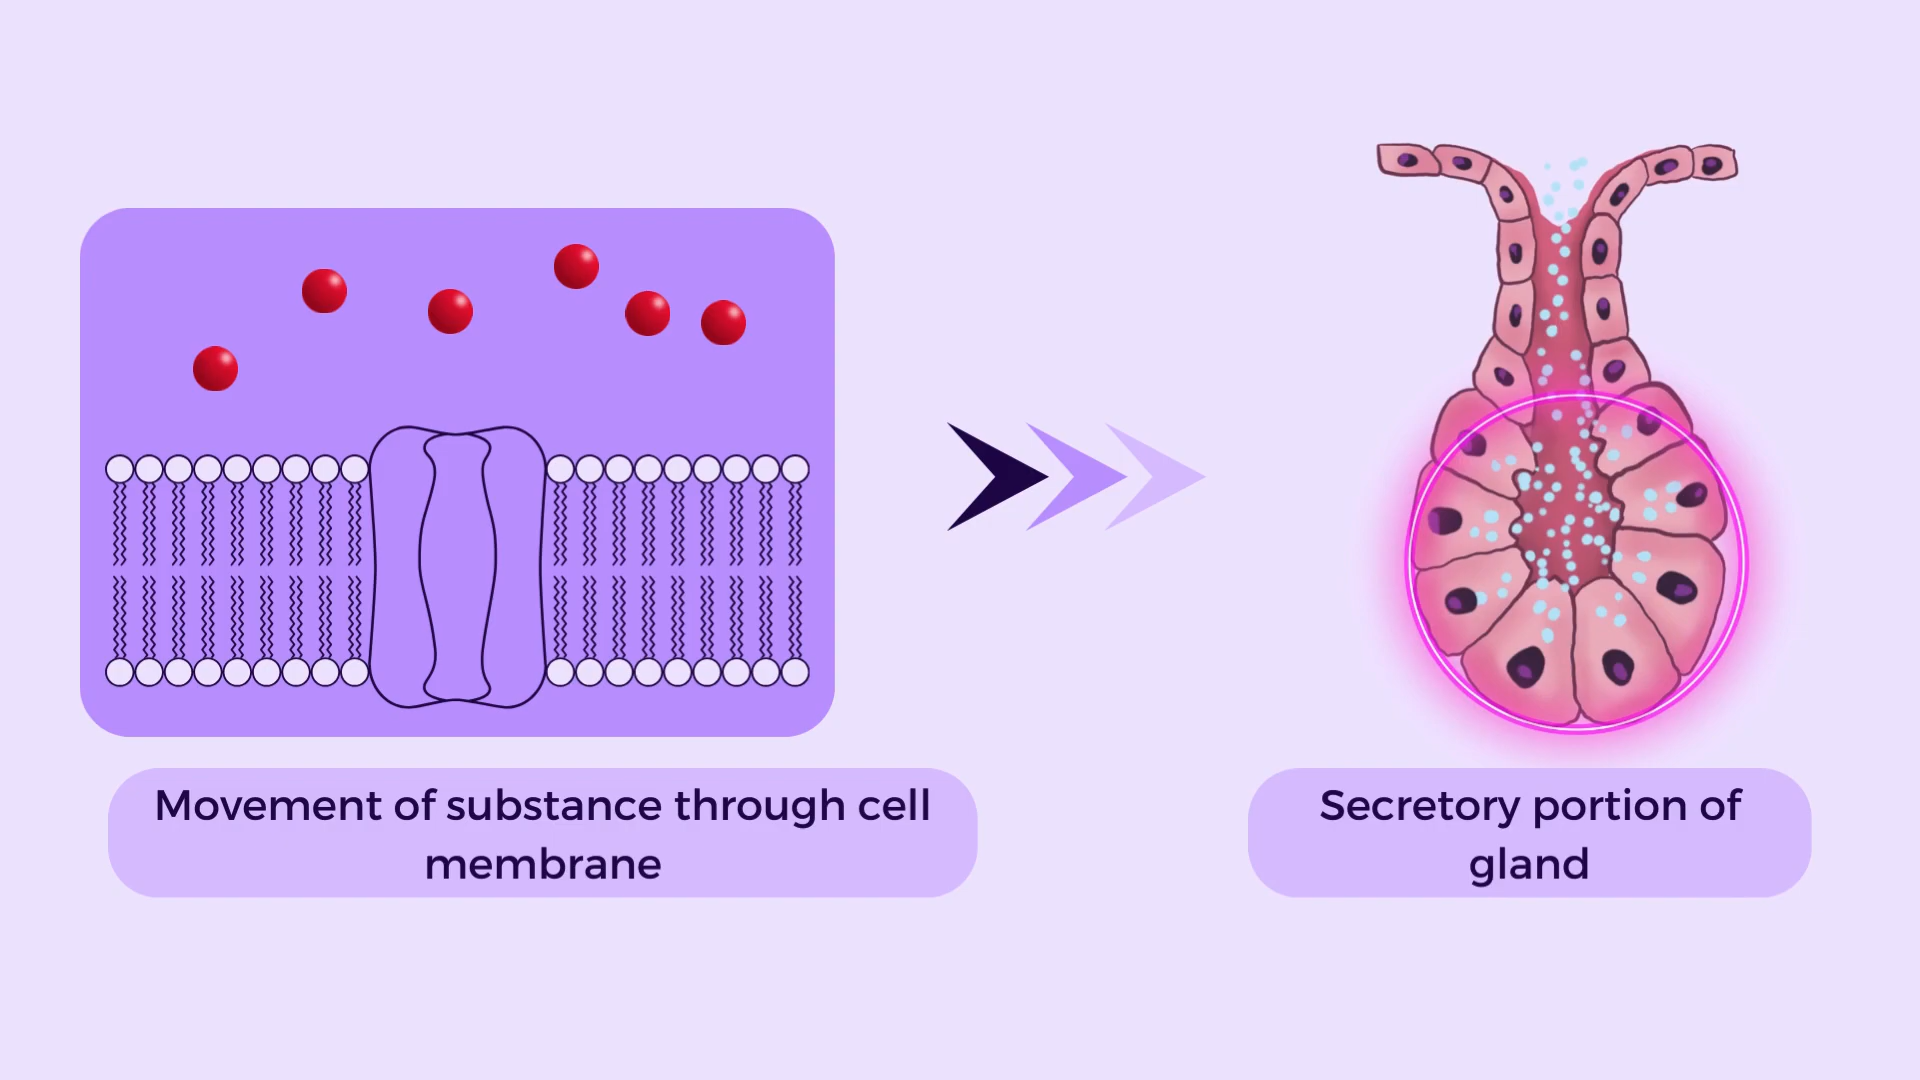 Movement of substance through cell
membrane
Secretory portion of
gland